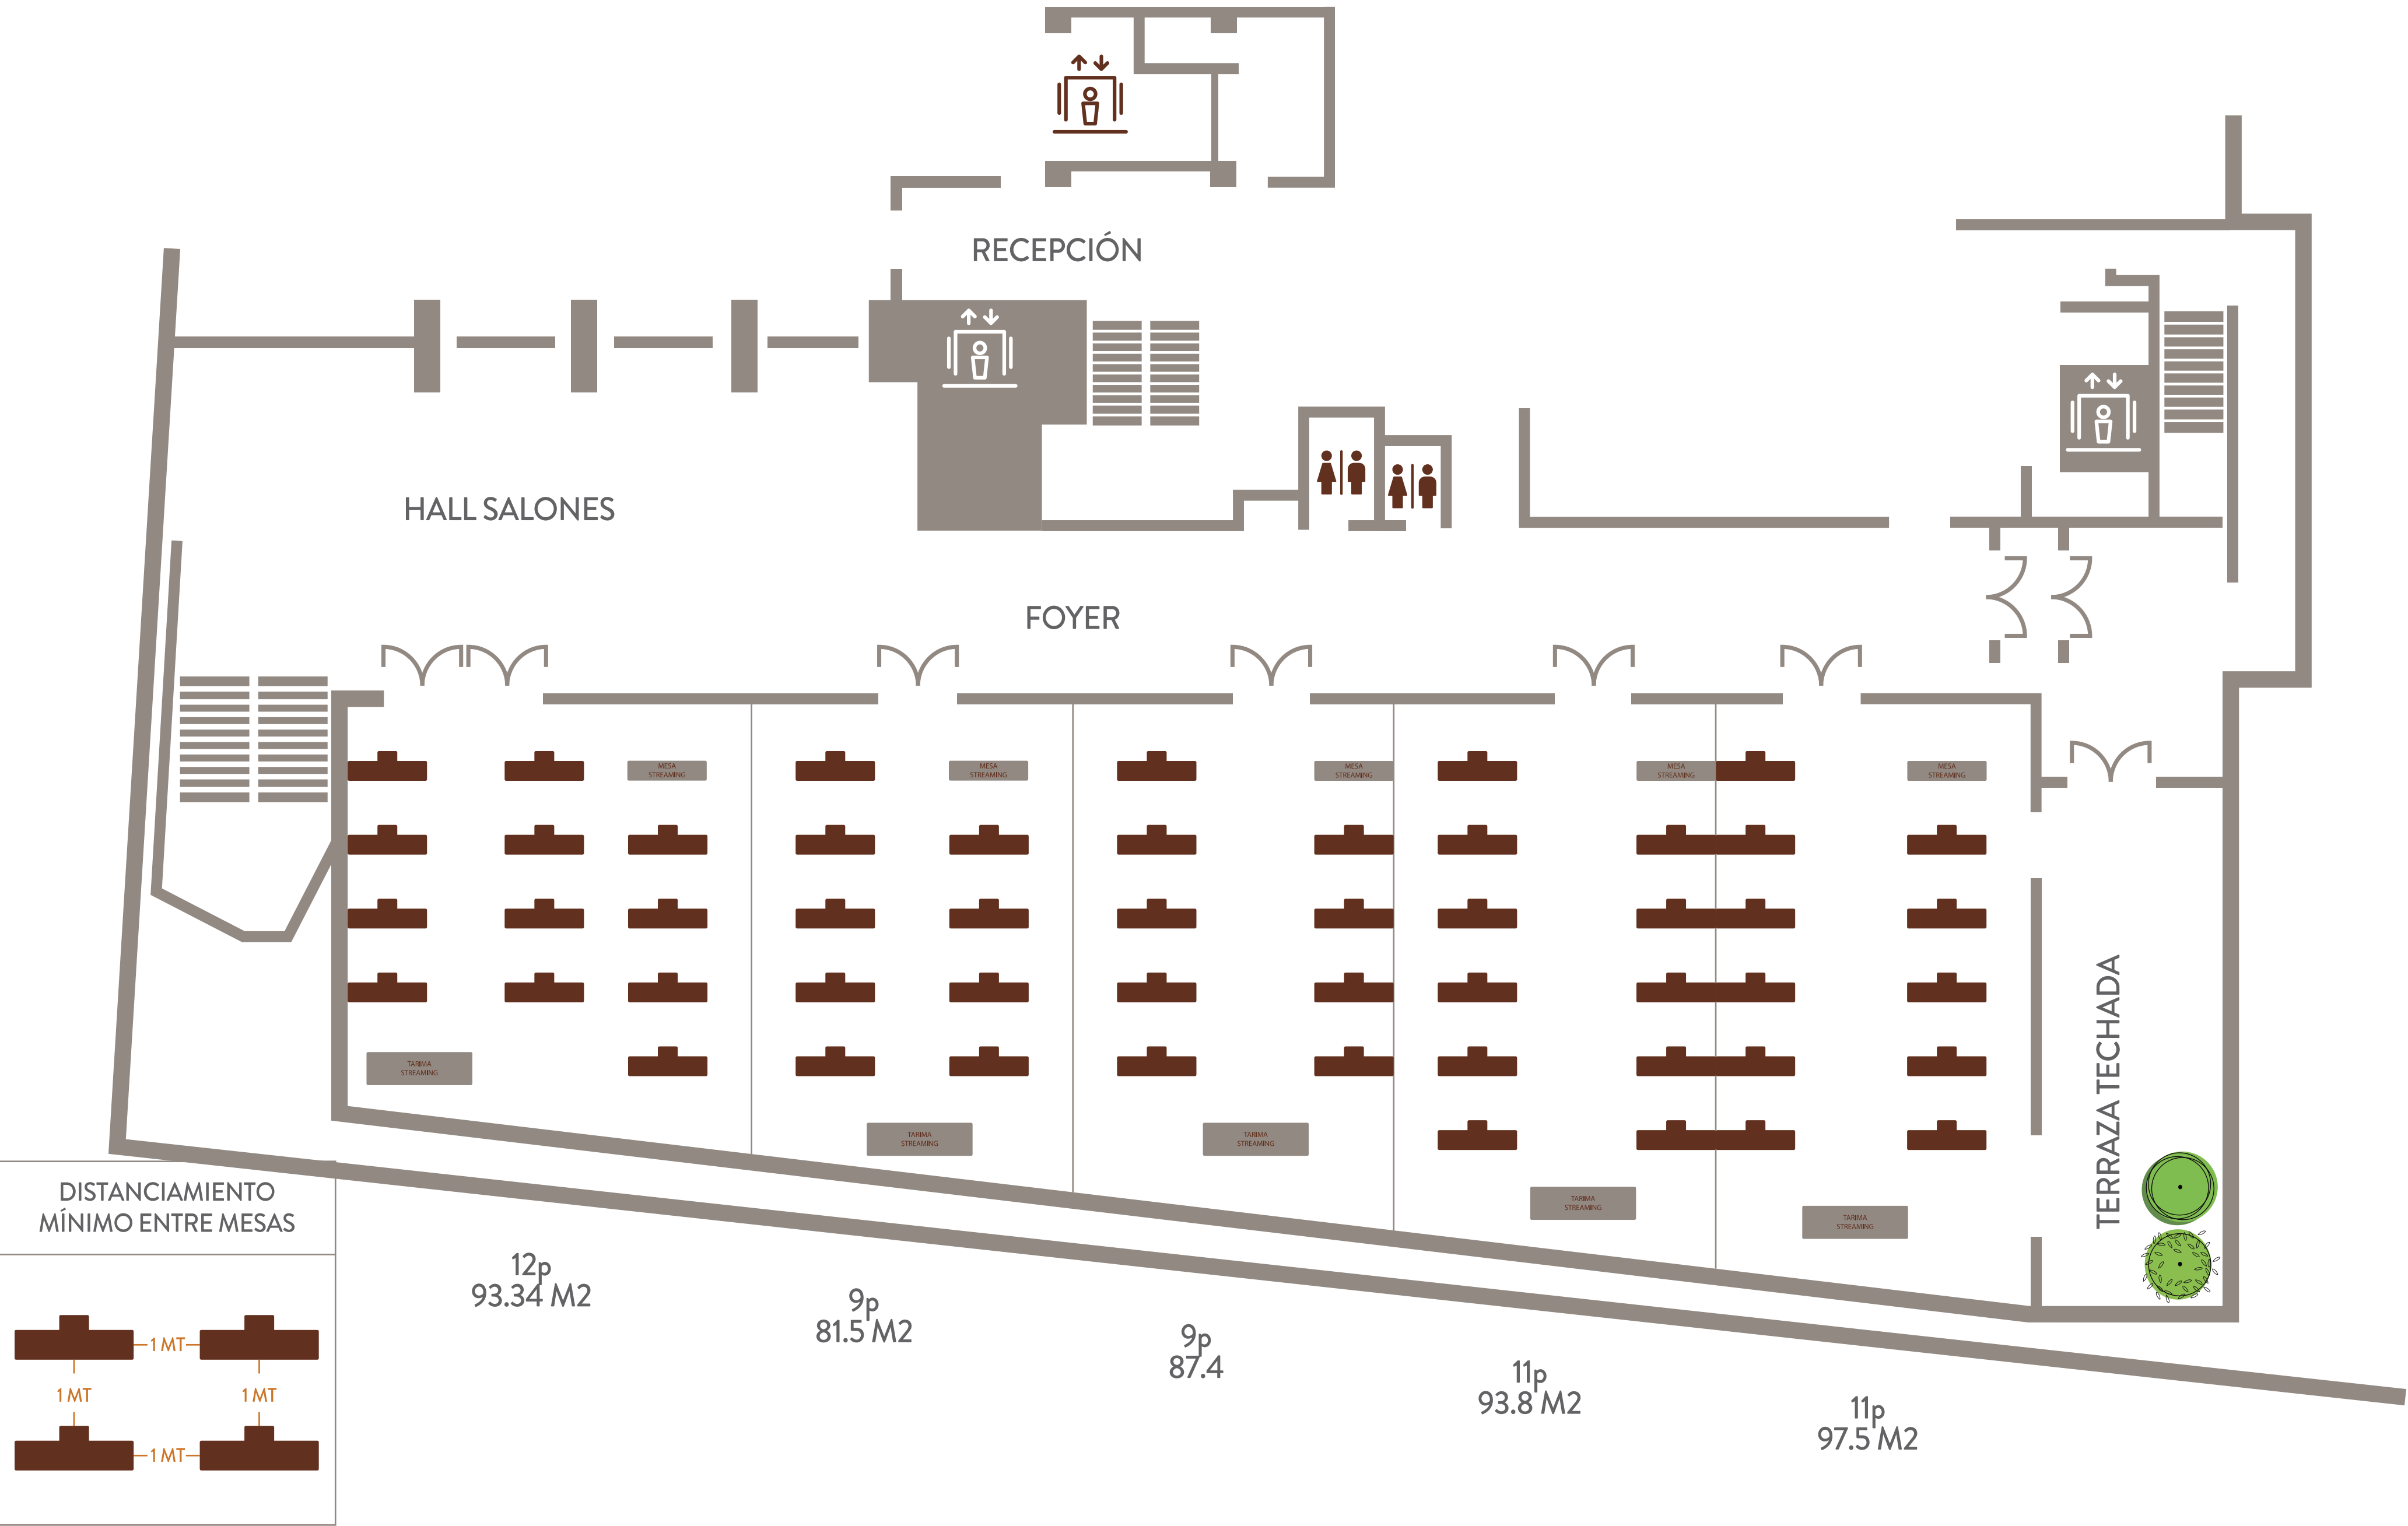 RECEPCIÓN
HALL SALONES
FOYER
MESA
STREAMING
MESA
STREAMING
MESA
STREAMING
MESA
STREAMING
MESA
STREAMING
TARIMA
STREAMING
TARIMA
STREAMING
TARIMA
STREAMING
TARIMA
STREAMING
TARIMA
STREAMING
TERRAZA TECHADA
DISTANCIAMIENTO
MÍNIMO ENTRE MESAS
1 MT
1 MT
1 MT
1 MT
12p
93.34 M2
9p
81.5 M2
9p
87.4
11p
93.8 M2
11p
97.5 M2